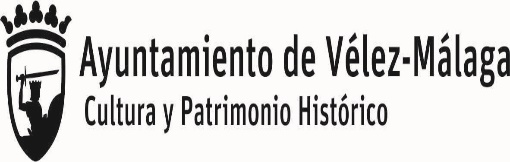 Ayuntamiento de Vélez-Málaga
Cultura y Patrimonio Histórico